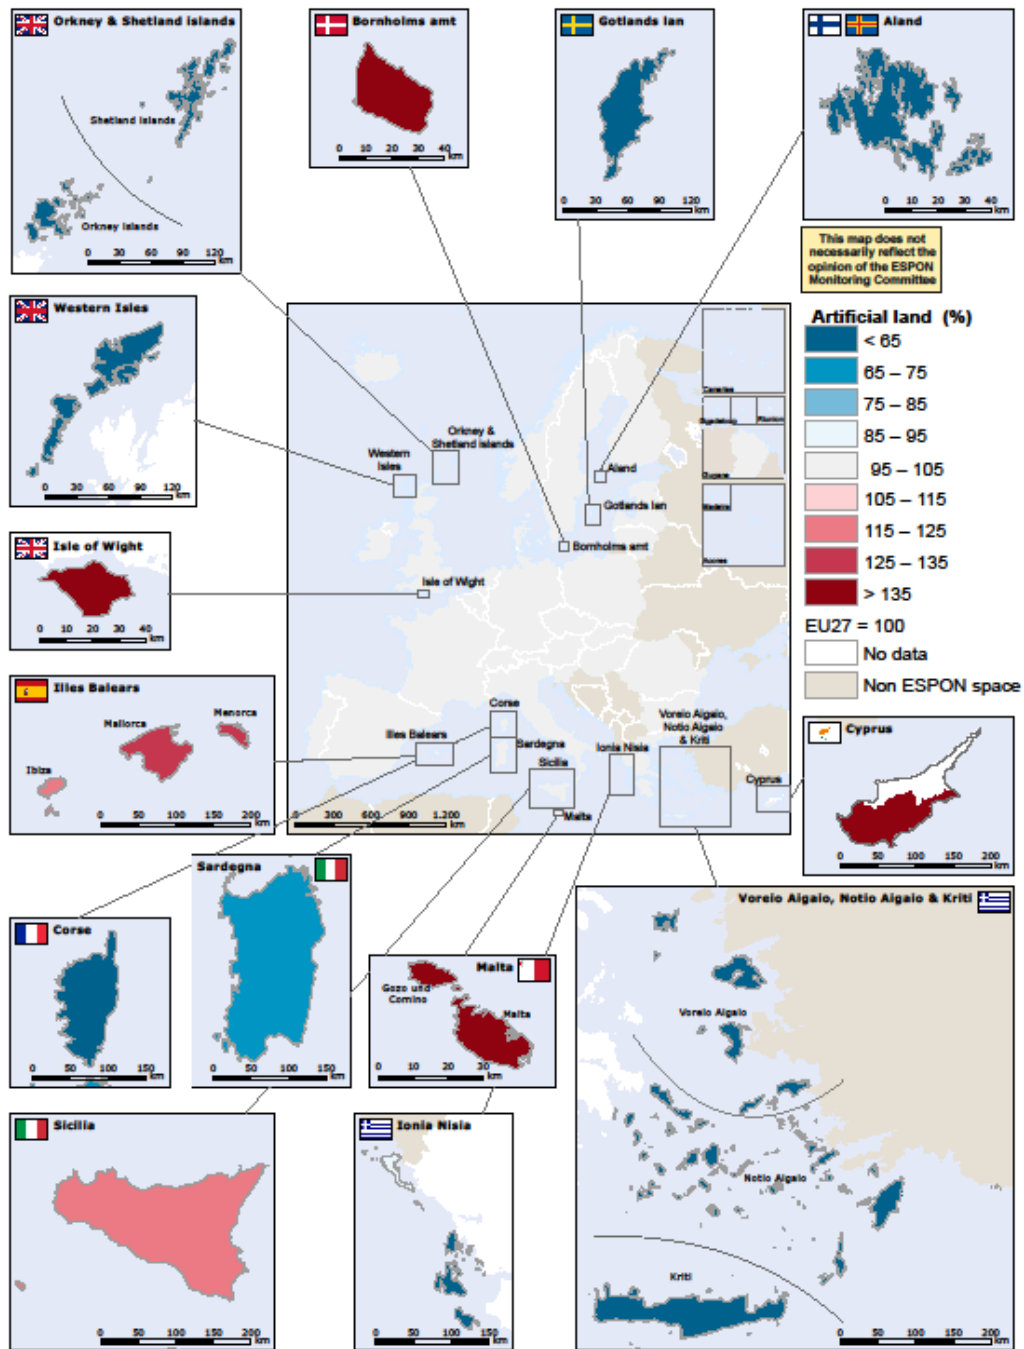 Orkney & Shetland islands
Shetland islands
Orkney islands
0 30 60 90 120
km
Bornholms amt
0 10 20 30 40
km
Gotlands lan
0 30 60 90
km
Aland
0 10 20 30 40
km
This map does not
necessarily reflect the
opinion of the ESPON
Monitoring Committee
Western Isles
0 30 60 90 120
km
Isle of Wight
0 10 20 30 40
km
Illes Balears
Mallorca
Menorca
Ibiza
0 50 100 150 200
km
Orkney &
Shetland islands
Western
Isles
Aland
Gotlands lan
Bornholms amt
Isle of Wight
Illes Balears
Corse
Sardegna
Sicilia
Malta
Ionia Nisia
Voreio Aigaio,
Notio Aigaio
& Kriti
Cyprus
0 300 600 900 1.200
km
Canaries
Réunion
Guyane
Madeira
Acores
Artificial land (%)
< 65
65 – 75
75 – 85
85 – 95
95 – 105
105 – 115
115 – 125
125 – 135
> 135
EU27 = 100
No data
Non ESPON space
Cyprus
0 50 100 150 200
km
Sardegna
0 50 100 150
km
Corse
0 50 100 150
km
Malta
Gozo und
Comino
Malta
0 10 20 30
km
Voreio Aigaio, Notio Aigaio & Kriti
Voreio Aigaio
Notio Aigaio
Kriti
0 50 100 150 200
km
Sicilia
0 50 100 150 200
km
Ionia Nisia
0 50 100 150
km